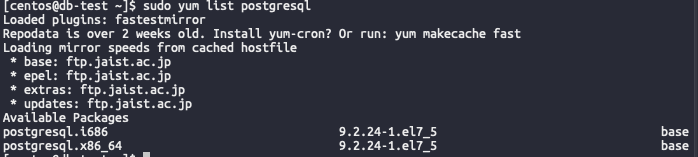 [centos@db-test ~]$ sudo yum list postgresql
Loaded plugins: fastestmirror
Repodata is over 2 weeks old. Install yum-cron? Or run: yum makecache fast
Loading mirror speeds from cached hostfile
 * base: ftp.jaist.ac.jp
 * epel: ftp.jaist.ac.jp
 * extras: ftp.jaist.ac.jp
 * updates: ftp.jaist.ac.jp
Available Packages
postgresql.i686 9.2.24-1.el7_5 base
postgresql.x86_64 9.2.24-1.el7_5 base